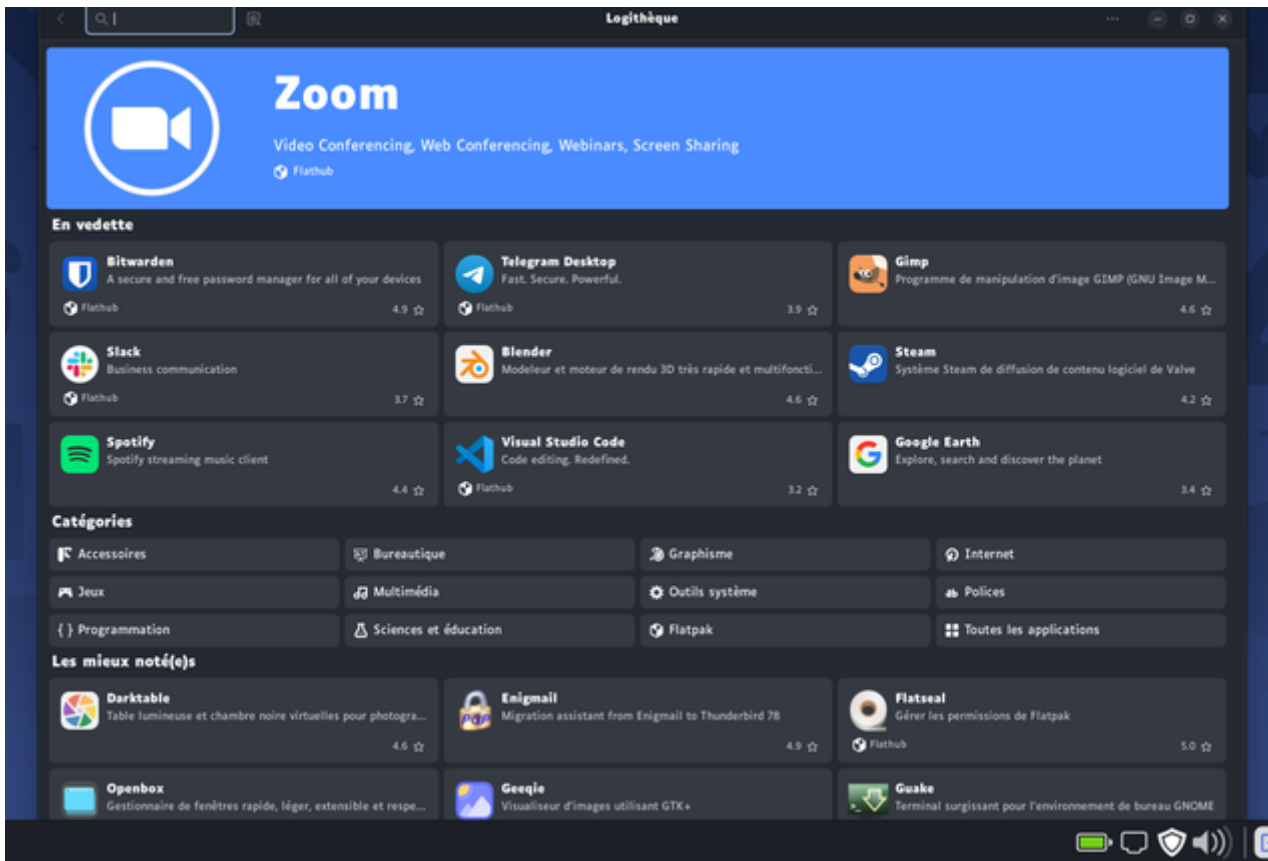 Logithèque
Zoom
Video Conferencing, Web Conferencing, Webinars, Screen Sharing
Flathub
En vedette
Bitwarden
A secure and free password manager for all of your devices
Flathub
4.9
Telegram Desktop
Fast. Secure. Powerful.
Flathub
3.9
Gimp
Programme de manipulation d'image GIMP (GNU Image M...
4.6
Slack
Business communication
Flathub
3.7
Blender
Modeleur et moteur de rendu 3D très rapide et multifoncti...
4.6
Steam
Système Steam de diffusion de contenu logiciel de Valve
4.2
Spotify
Spotify streaming music client
4.4
Visual Studio Code
Code editing. Redefined.
Flathub
3.2
Google Earth
Explore, search and discover the planet
3.4
Catégories
Accessoires
Bureautique
Graphisme
Internet
Jeux
Multimédia
Outils système
Polices
Programmation
Sciences et éducation
Flatpak
Toutes les applications
Les mieux noté(e)s
Darktable
Table lumineuse et chambre noire virtuelles pour photogra...
4.6
Enigmail
Migration assistant from Enigmail to Thunderbird 78
4.9
Flatseal
Gérer les permissions de Flatpak
Flathub
5.0
Openbox
Gestionnaire de fenêtres rapide, léger, extensible et respe...
Geeqie
Visualiseur d'images utilisant GTK+
Guake
Terminal surgissant pour l'environnement de bureau GNOME